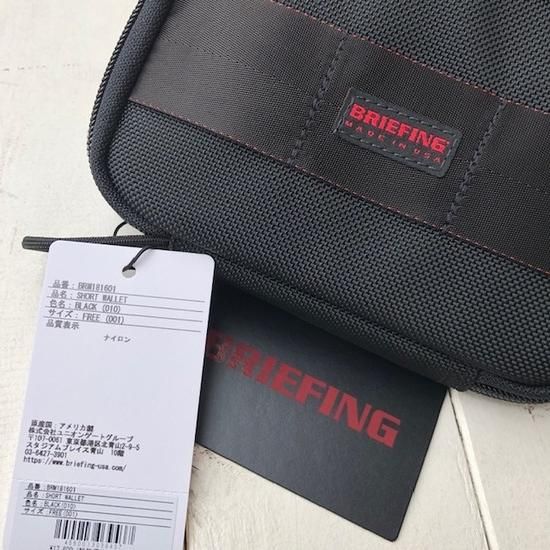 BRIEFING
MADE IN USA
品番: BRM181601
品名: SHORT WALLET
色名: BLACK(010)
サイズ: FREE(001)
品質表示
ナイロン
原産国:アメリカ製
株式会社ユニオンゲートグループ
〒107-0061 東京都港区北青山2-9-5
スタジアムプレイス青山 10階
03-6427-3901
https://www.briefing-usa.com/
BRIEFING
品番: BRM181601
品名: SHORT WALLET
色名: BLACK(010)
サイズ: FREE(001)